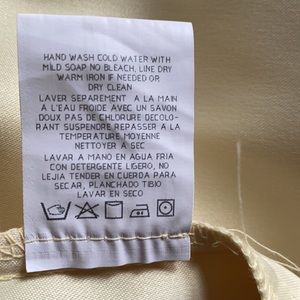 HAND WASH COLD WATER WITH
MILD SOAP NO BLEACH, LINE DRY
WARM IRON IF NEEDED OR
DRY CLEAN
LAVER SEPAREMENT A LA MAIN
A L'EAU FROIDE AVEC UN SAVON
DOUX PAS DE CHLORURE DECOLO-
RANT SUSPENDRE REPASSER A LA
TEMPERATURE MOYENNE
NETTOYER A SEC
LAVAR A MANO EN AGUA FRIA
CON DETERGENTE LIGERO, NO
LEJIA TENDER EN CUERDA PARA
SECAR, PLANCHADO TIBIO
LAVAR EN SECO